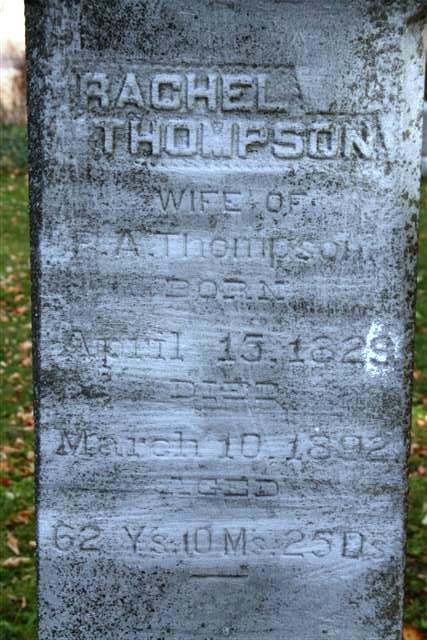 RACHEL
THOMPSON
WIFE OF
P. A. Thompson.
BORN
April 15, 1829
DIED
March 10, 1892
AGED
62 Ys. 10 Ms. 25 Ds.